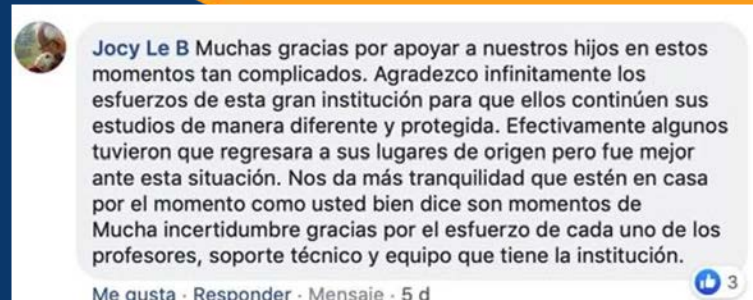 Jocy Le B Muchas gracias por apoyar a nuestros hijos en estos
momentos tan complicados. Agradezco infinitamente los
esfuerzos de esta gran institución para que ellos continúen sus
estudios de manera diferente y protegida. Efectivamente algunos
tuvieron que regresara a sus lugares de origen pero fue mejor
ante esta situación. Nos da más tranquilidad que estén en casa
por el momento como usted bien dice son momentos de
Mucha incertidumbre gracias por el esfuerzo de cada uno de los
profesores, soporte técnico y equipo que tiene la institución.
3
Me gusta · Responder · Mensaje · 5 d